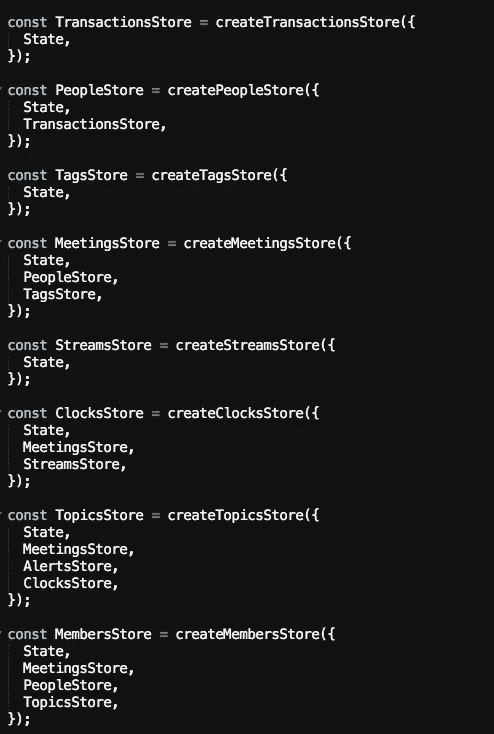 const TransactionsStore = createTransactionsStore({
State,
});
const PeopleStore = createPeopleStore({
State,
TransactionsStore,
});
const TagsStore = createTagsStore({
State,
});
const MeetingsStore = createMeetingsStore({
State,
PeopleStore,
TagsStore,
});
const StreamsStore = createStreamsStore({
State,
});
const ClocksStore = createClocksStore({
State,
MeetingsStore,
StreamsStore,
});
const TopicsStore = createTopicsStore({
State,
MeetingsStore,
AlertsStore,
ClocksStore,
});
const MembersStore = createMembersStore({
State,
MeetingsStore,
PeopleStore,
TopicsStore,
});